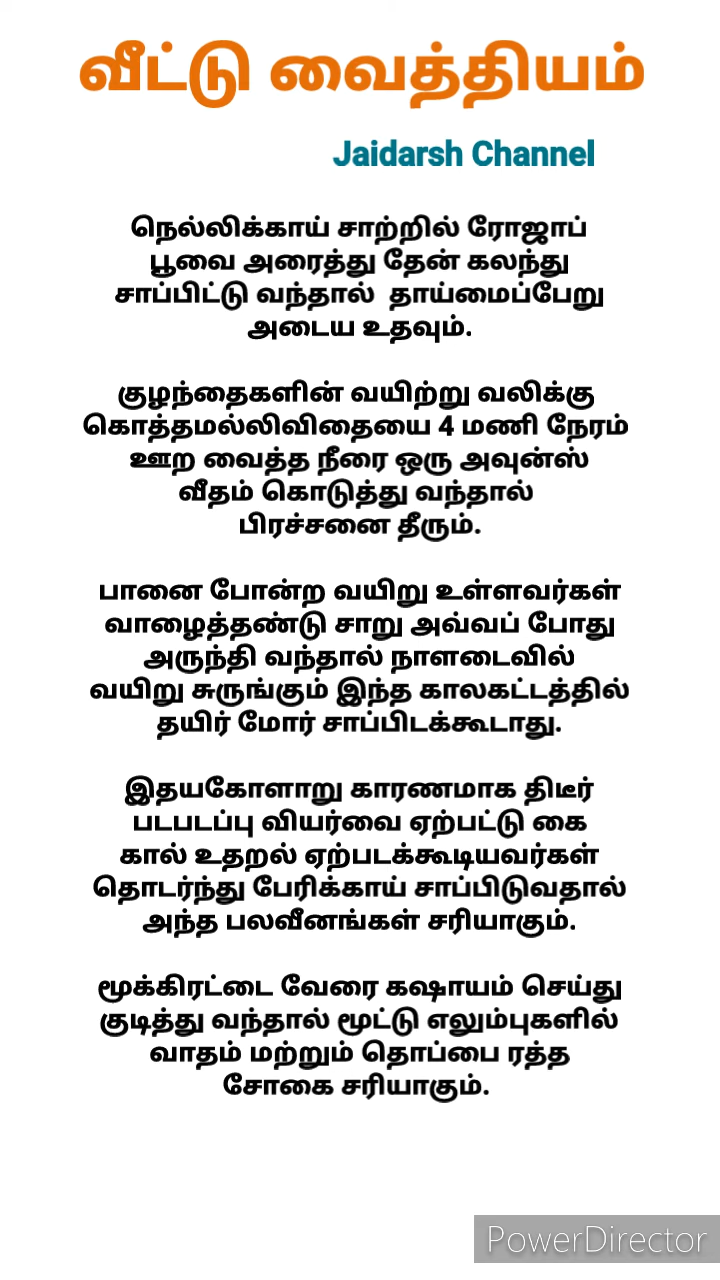 வீட்டு வைத்தியம்
Jaidarsh Channel
நெல்லிக்காய் சாற்றில் ரோஜாப்
பூவை அரைத்து தேன் கலந்து
சாப்பிட்டு வந்தால் தாய்மைப்பேறு
அடைய உதவும்.
குழந்தைகளின் வயிற்று வலிக்கு
கொத்தமல்லிவிதையை 4 மணி நேரம்
ஊற வைத்த நீரை ஒரு அவுன்ஸ்
வீதம் கொடுத்து வந்தால்
பிரச்சனை தீரும்.
பானை போன்ற வயிறு உள்ளவர்கள்
வாழைத்தண்டு சாறு அவ்வப் போது
அருந்தி வந்தால் நாளடைவில்
வயிறு சுருங்கும் இந்த காலகட்டத்தில்
தயிர் மோர் சாப்பிடக்கூடாது.
இதயகோளாறு காரணமாக திடீர்
படபடப்பு வியர்வை ஏற்பட்டு கை
கால் உதறல் ஏற்படக்கூடியவர்கள்
தொடர்ந்து பேரிக்காய் சாப்பிடுவதால்
அந்த பலவீனங்கள் சரியாகும்.
மூக்கிரட்டை வேரை கஷாயம் செய்து
குடித்து வந்தால் மூட்டு எலும்புகளில்
வாதம் மற்றும் தொப்பை ரத்த
சோகை சரியாகும்.
PowerDirector